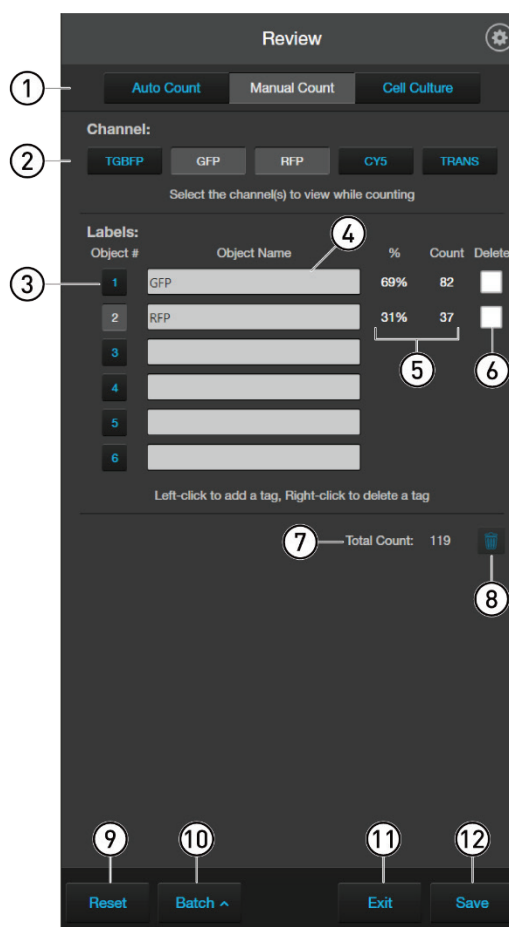 Review
1 Auto Count Manual Count Cell Culture
Channel:
2 TGBFP GFP RFP CY5 TRANS
Select the channel(s) to view while counting
Labels:
4
Object # Object Name % Count Delete
3 1 GFP 69% 82
2 RFP 31% 37
5 6
3
4
5
6
Left-click to add a tag, Right-click to delete a tag
7 Total Count: 119
8
9 10 11 12
Reset Batch ^ Exit Save